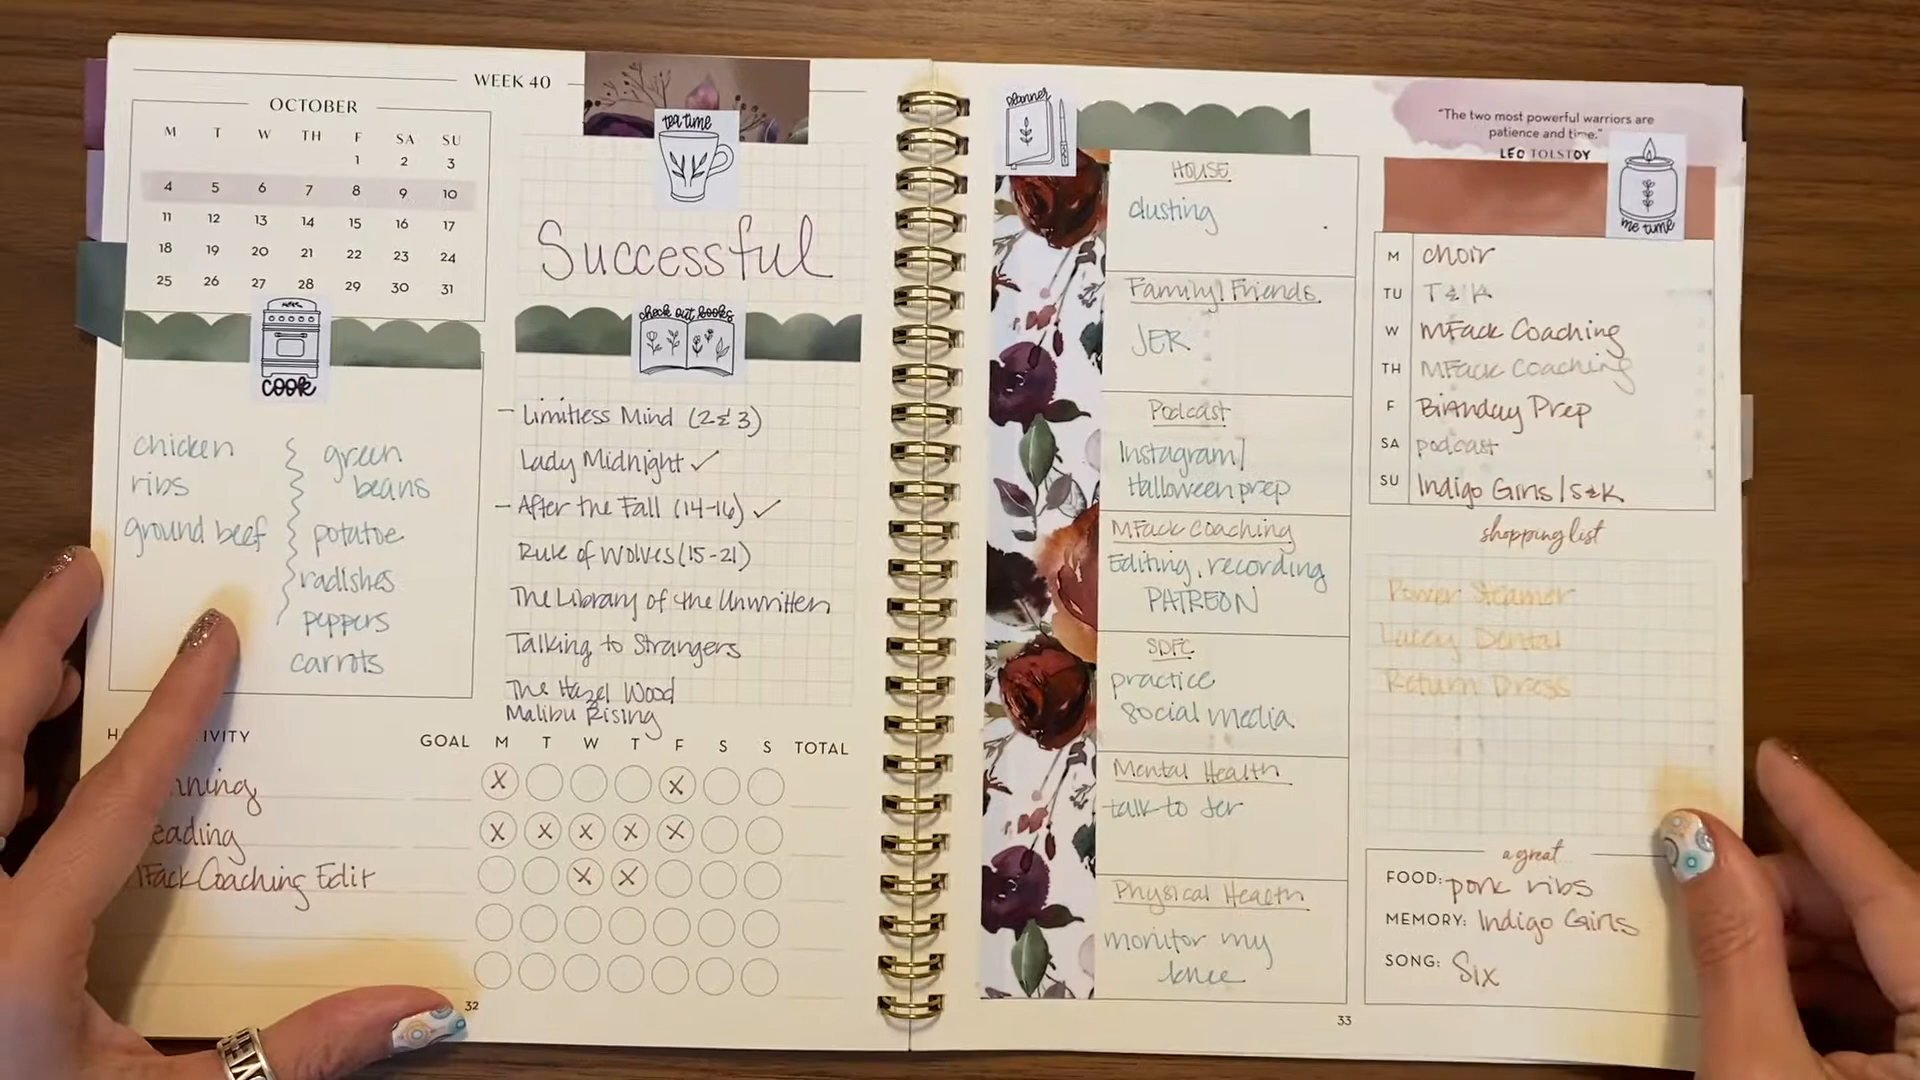 WEEK 40
OCTOBER
M T W TH F SA SU
1 2 3
4 5 6 7 8 9 10
11 12 13 14 15 16 17
18 19 20 21 22 23 24
25 26 27 28 29 30 31
tea time
Successful
cook
chicken
ribs
ground beef
green
beans
potatoe
radishes
peppers
carrots
check out books
- Limitless Mind (2 & 3)
Lady Midnight ✓
- After the Fall (14-16) ✓
Rule of Wolves (15-21)
The Library of the Unwritten
Talking to Strangers
The Hazel Wood
Malibu Rising
GOAL M T W T F S S TOTAL
X X
eading X X X X X
Fack Coaching Edit X X
32
planner
HOUSE
dusting
Family/Friends
JER
Podcast
Instagram/
Halloween prep
MFack Coaching
Editing, recording
PATREON
SDFC
practice
social media
Mental Health
talk to Jer
Physical Health
monitor my
knee
33
"The two most powerful warriors are
patience and time."
LEO TOLSTOY
me time
M choir
TU T & K
W MFack Coaching
TH MFack Coaching
F Birthday Prep
SA podcast
SU Indigo Girls / S & K
shopping list
Power Steamer
Dental
Return Dress
a great...
FOOD: pork ribs
MEMORY: Indigo Girls
SONG: Six